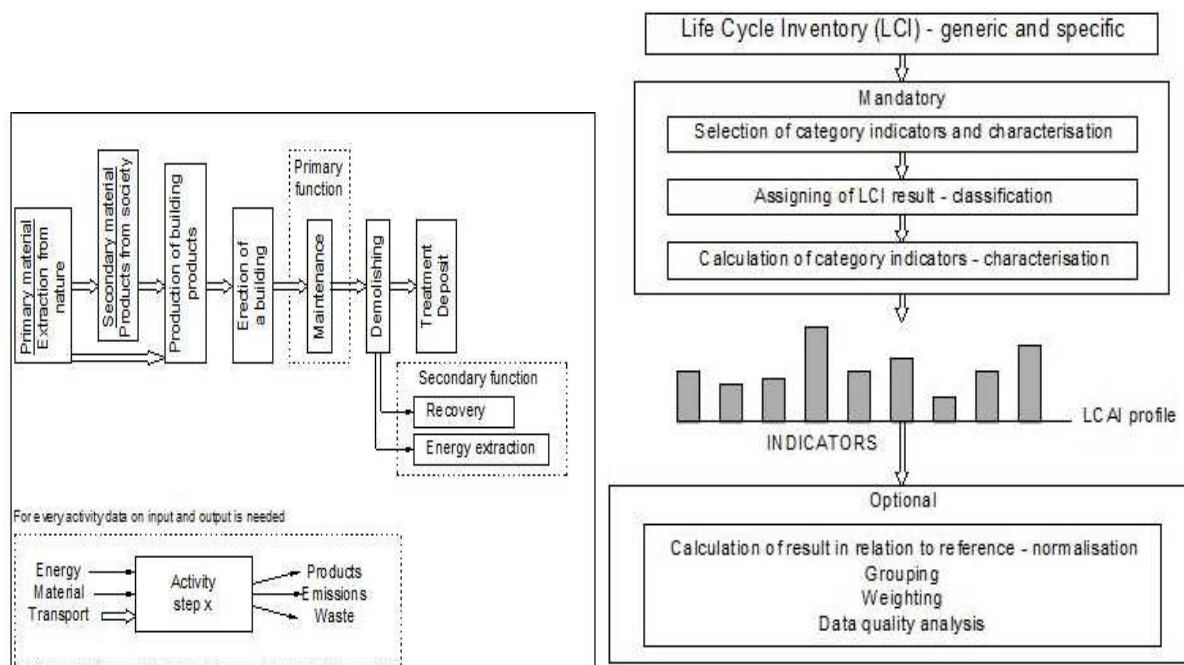 Primary material
Extraction from
nature
Secondary material
Products from society
Production of building
products
Erection of
a building
Primary
function
Maintenance
Demolishing
Treatment
Deposit
Secondary function
Recovery
Energy extraction
For every activity data on input and output is needed
Energy
Material
Transport
Activity
step x
Products
Emissions
Waste
Life Cycle Inventory (LCI) - generic and specific
Mandatory
Selection of category indicators and characterisation
Assigning of LCI result - classification
Calculation of category indicators - characterisation
LCAI profile
INDICATORS
Optional
Calculation of result in relation to reference - normalisation
Grouping
Weighting
Data quality analysis